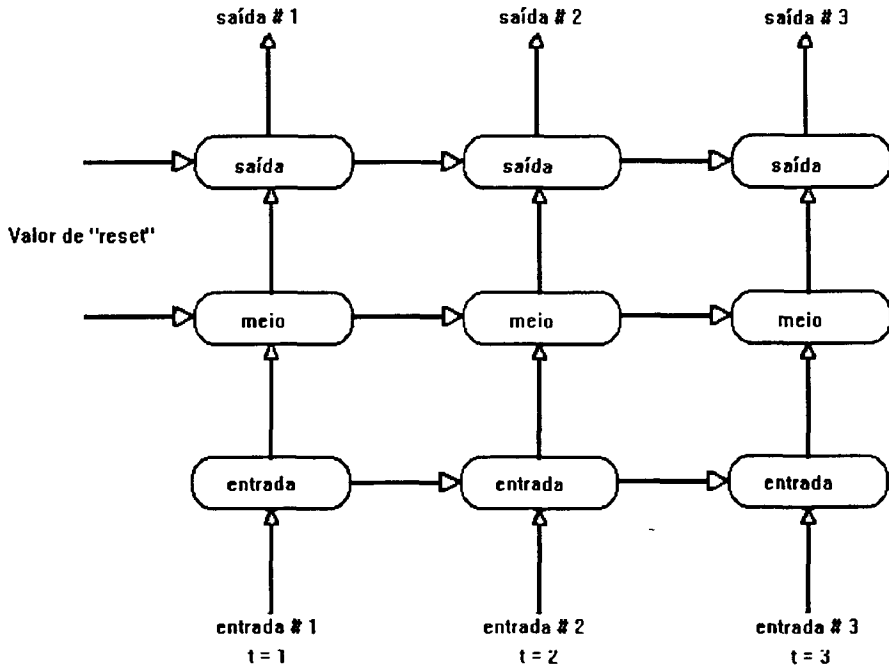 saída # 1 saída # 2 saída # 3
saída saída saída
Valor de "reset"
meio meio meio
entrada entrada entrada
entrada # 1 entrada # 2 entrada # 3
t = 1 t = 2 t = 3